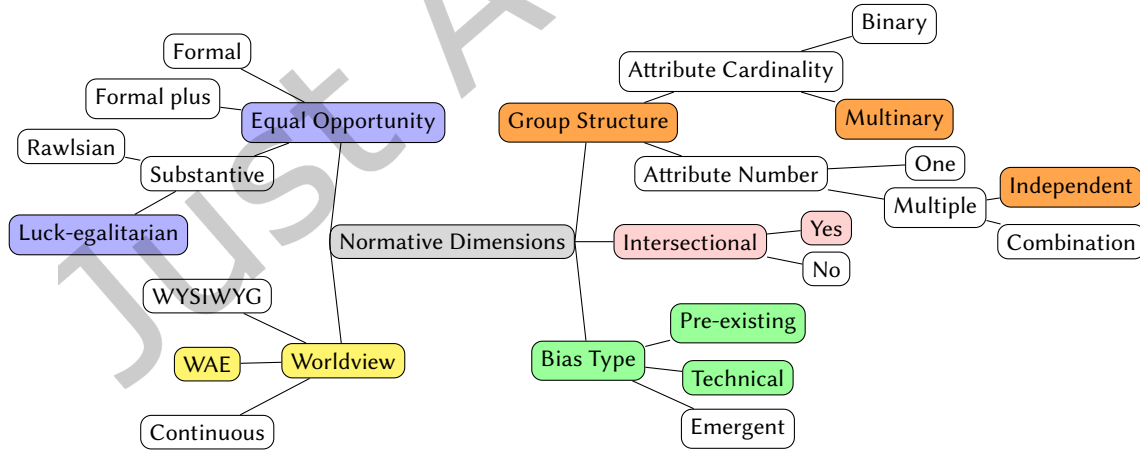 Formal
Formal plus
Equal Opportunity
Rawlsian
Substantive
Luck-egalitarian
Normative Dimensions
WYSIWYG
WAE
Worldview
Continuous
Binary
Attribute Cardinality
Group Structure
Multinary
Attribute Number
One
Multiple
Independent
Combination
Intersectional
Yes
No
Pre-existing
Bias Type
Technical
Emergent
Just A